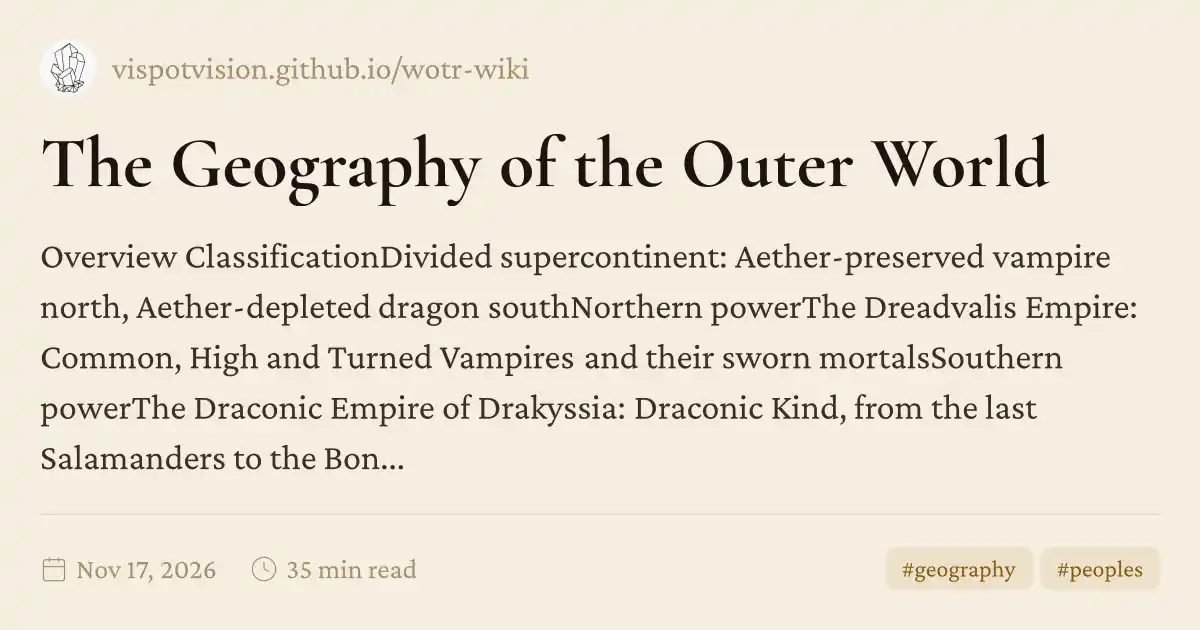 vispotvision.github.io/wotr-wiki
The Geography of the Outer World
Overview ClassificationDivided supercontinent: Aether-preserved vampire
north, Aether-depleted dragon southNorthern powerThe Dreadvalis Empire:
Common, High and Turned Vampires and their sworn mortalsSouthern
powerThe Draconic Empire of Drakyssia: Draconic Kind, from the last
Salamanders to the Bon...
Nov 17, 2026 35 min read #geography #peoples